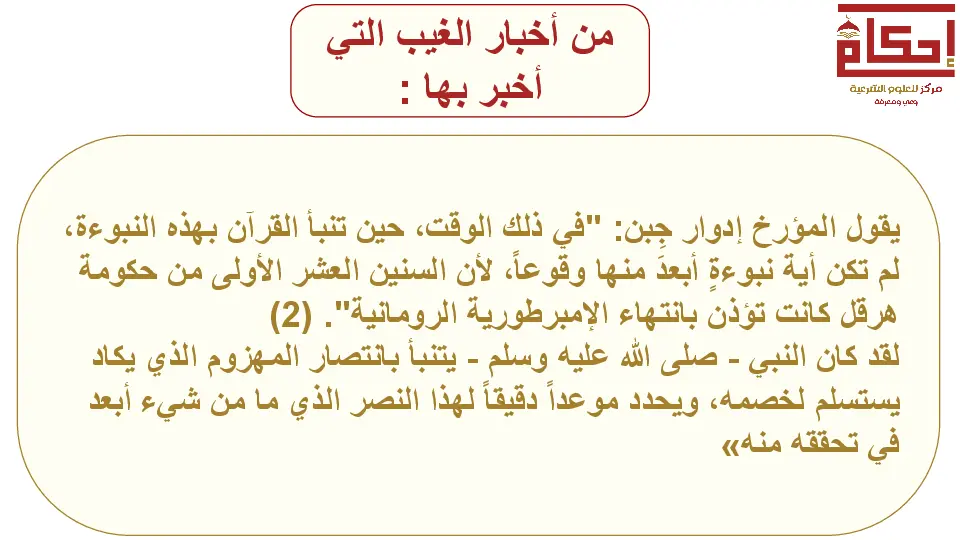 من أخبار الغيب التي
أخبر بها :
إحكام
مركز للعلوم الشرعية
وعي ومعرفة
يقول المؤرخ إدوار جِبن: "في ذلك الوقت، حين تنبأ القرآن بهذه النبوءة،
لم تكن أية نبوءةٍ أبعدَ منها وقوعاً، لأن السنين العشر الأولى من حكومة
هرقل كانت تؤذن بانتهاء الإمبرطورية الرومانية". (2)
لقد كان النبي - صلى الله عليه وسلم - يتنبأ بانتصار المهزوم الذي يكاد
يستسلم لخصمه، ويحدد موعداً دقيقاً لهذا النصر الذي ما من شيء أبعد
في تحققه منه»